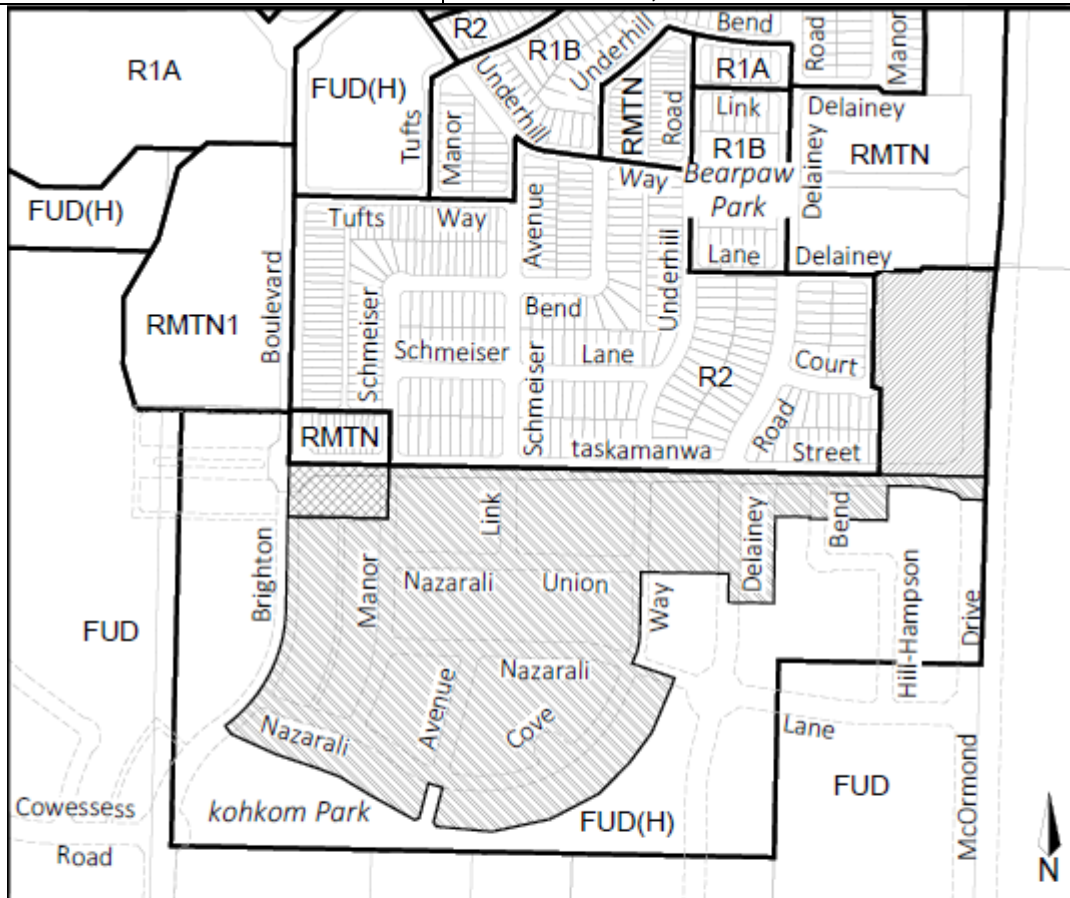 R2
Bend
Road
Manor
R1B
Underhill
R1A
R1A
FUD(H)
Underhill
Tufts
Manor
RMTN
Road
Link
Delainey
R1B
Delainey
RMTN
Way
Bearpaw
Park
FUD(H)
Tufts
Way
Avenue
Underhill
Lane
Delainey
RMTN1
Boulevard
Schmeiser
Bend
Schmeiser
Lane
Schmeiser
R2
Court
Road
RMTN
taskamanwa
Street
Link
Delainey
Bend
Brighton
Manor
Nazarali
Union
Way
Hill-Hampson
Drive
FUD
Nazarali
Avenue
Cove
Nazarali
Lane
FUD
McOrmond
Cowessess
Road
kohkom Park
FUD(H)
N